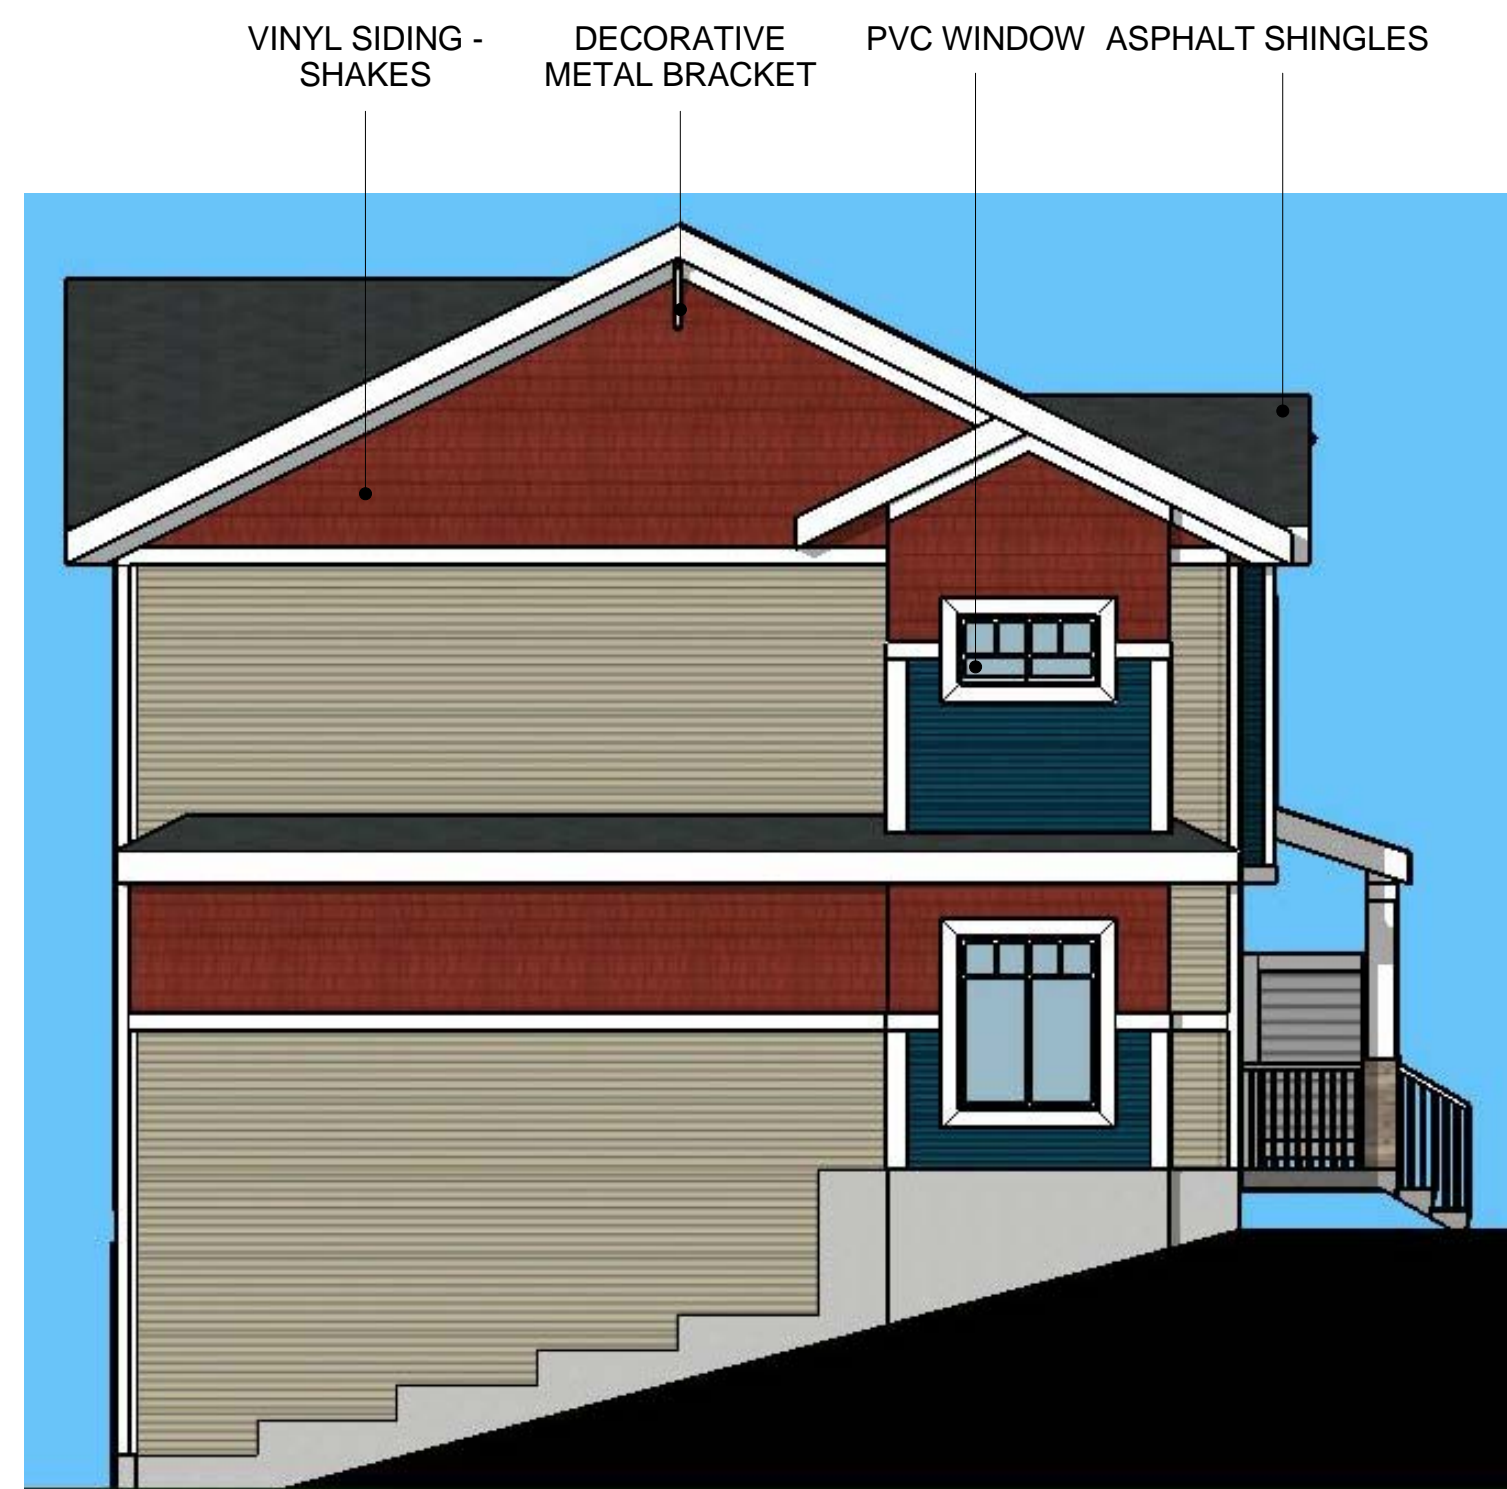 VINYL SIDING -
SHAKES
DECORATIVE
METAL BRACKET
PVC WINDOW
ASPHALT SHINGLES